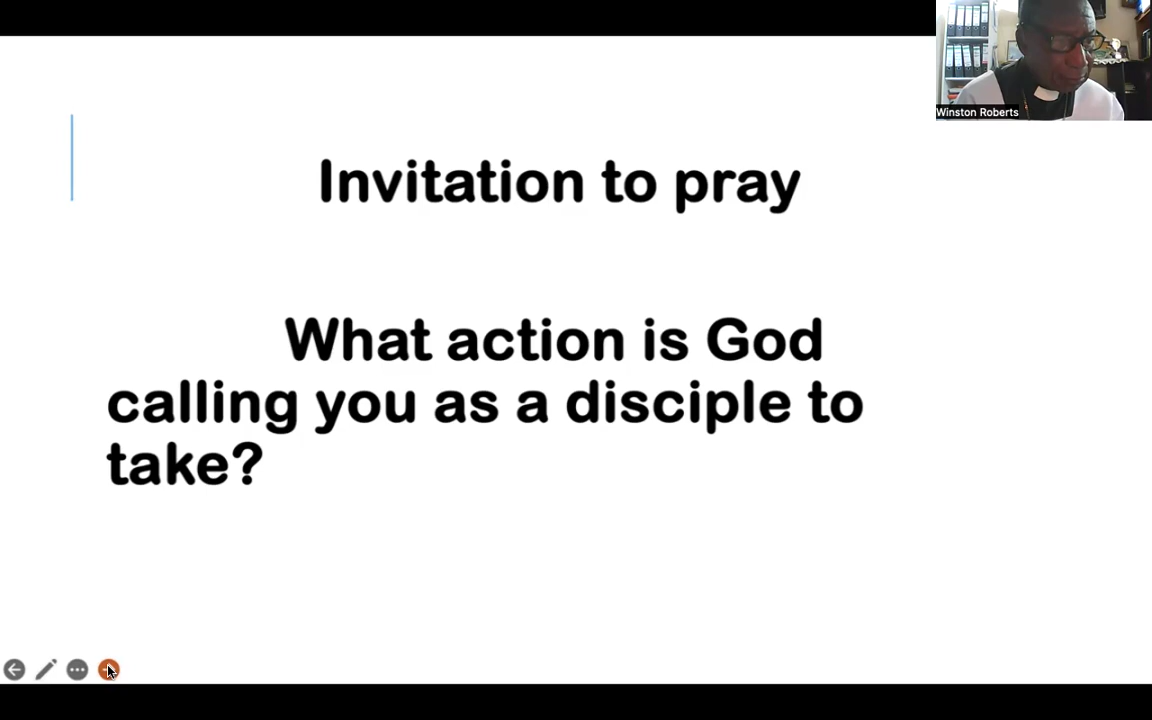 Winston Roberts
Invitation to pray
What action is God
calling you as a disciple to
take?